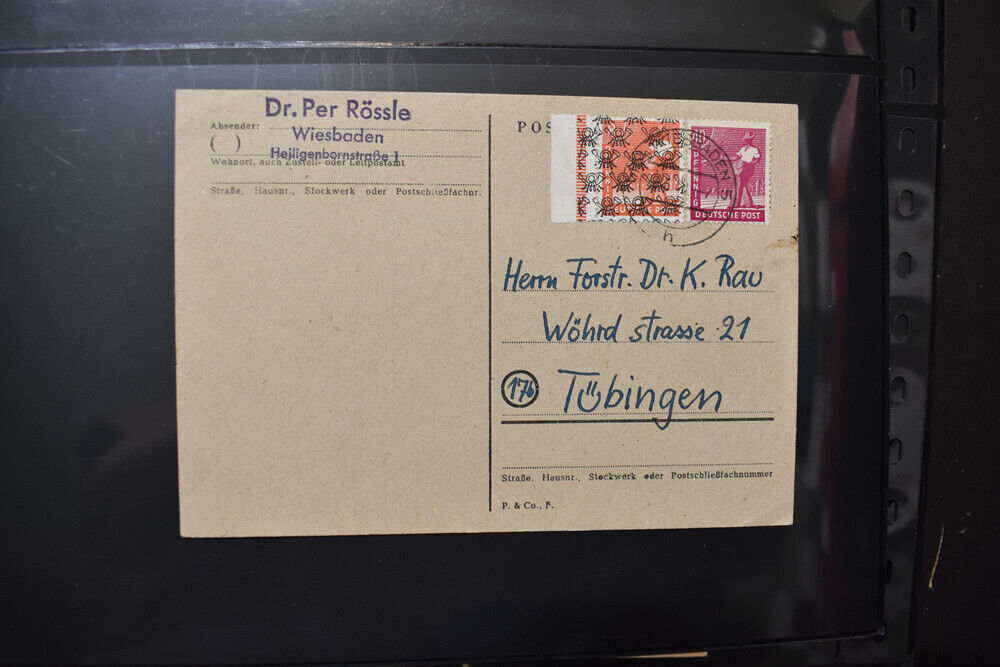 Dr. Per Rössle
Absender:
Wiesbaden
( )
Heiligenbornstraße 1
Wohnort, auch Zustell- oder Leitpostamt
Straße, Hausnr., Stockwerk oder Postschließfachnr.
POS
PFENNIG
DEUTSCHE POST
h
Herrn Forstr. Dr. K. Rau
Wöhrd strasse 21
17b Tübingen
Straße, Hausnr., Stockwerk oder Postschließfachnummer
P. & Co., F.